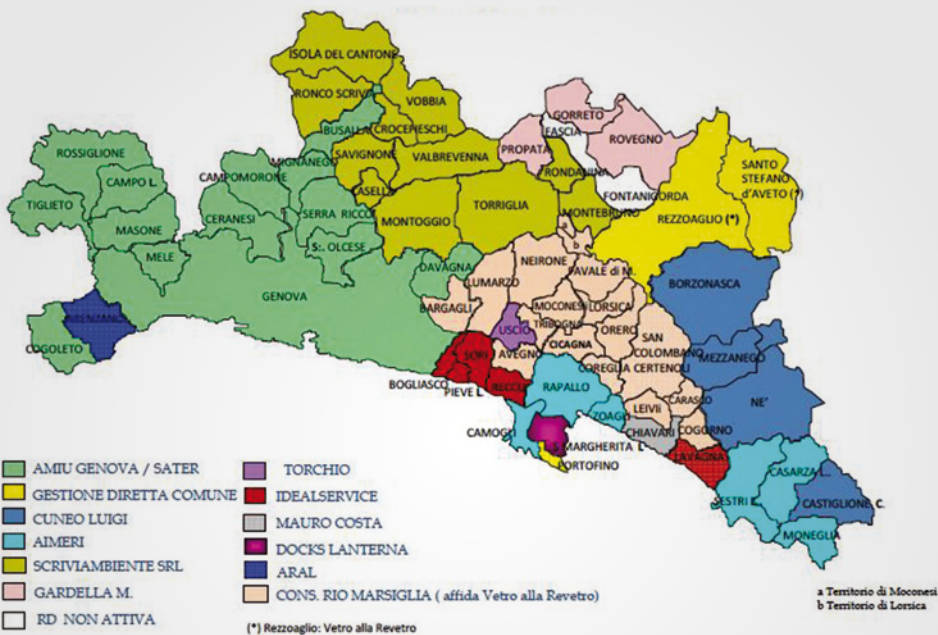 ISOLA DEL CANTONE
RONCO SCRIVIA
VOBBIA
BUSALLA
CROCEFIESCHI
GORRETO
FASCIA
ROVEGNO
ROSSIGLIONE
MIGNANEGO
SAVIGNONE
VALBREVENNA
PROPATA
SANTO
STEFANO
d'AVETO (*)
CAMPO L.
CAMPOMORONE
CASELLA
RONDANINA
FONTANIGORDA
TIGLIETO
CERANESI
SERRA RICCO'
MONTOGGIO
TORRIGLIA
MONTEBRUNO
REZZOAGLIO (*)
MASONE
S. OLCESE
a
b
MELE
DAVAGNA
NEIRONE
FAVALE di M.
GENOVA
LUMARZO
BORZONASCA
BARGAGLI
MOCONESI
LORSICA
ARENZANO
USCIO
TRIBOGNA
ORERO
SAN
COLOMBANO
CERTENOLI
COGOLETO
SORI
AVEGNO
CICAGNA
MEZZANEGO
COREGLIA
BOGLIASCO
PIEVE L.
RECCO
RAPALLO
NE'
LEIVII
CARASCO
ZOAGLI
CHIAVARI
COGORNO
CAMOGLI
S. MARGHERITA L
LAVAGNA
PORTOFINO
CASARZA L.
SESTRI L.
CASTIGLIONE C.
MONEGLIA
AMIU GENOVA / SATER
GESTIONE DIRETTA COMUNE
CUNEO LUIGI
AIMERI
SCRIVIAMBIENTE SRL
GARDELLA M.
RD NON ATTIVA
TORCHIO
IDEALSERVICE
MAURO COSTA
DOCKS LANTERNA
ARAL
CONS. RIO MARSIGLIA ( affida Vetro alla Revetro)
(*) Rezzoaglio: Vetro alla Revetro
a Territorio di Moconesi
b Territorio di Lorsica